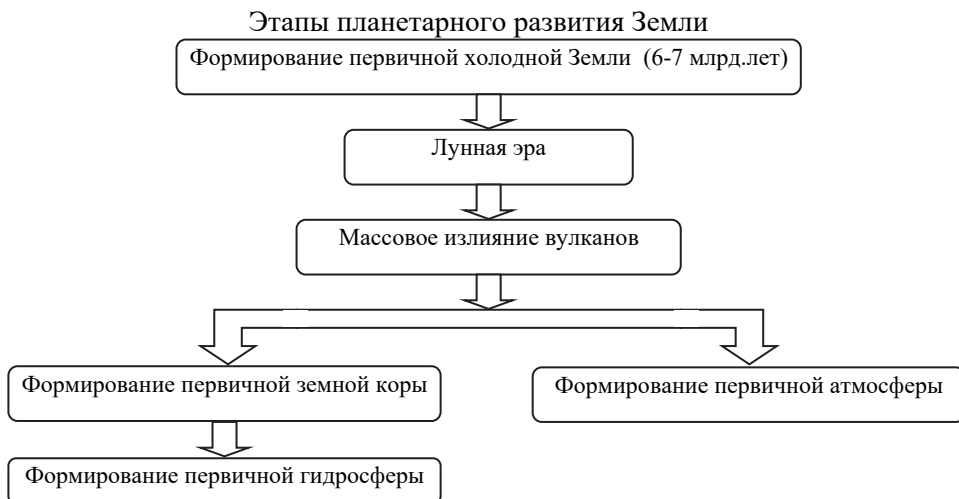 Этапы планетарного развития Земли
Формирование первичной холодной Земли (6-7 млрд.лет)
Лунная эра
Массовое излияние вулканов
Формирование первичной земной коры
Формирование первичной атмосферы
Формирование первичной гидросферы